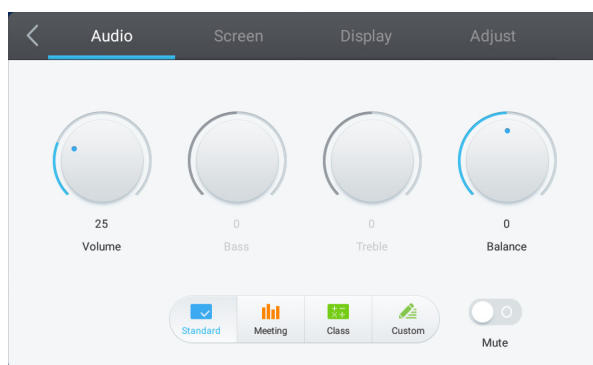 Audio Screen Display Adjust
25 0 0 0
Volume Bass Treble Balance
Standard Meeting Class Custom
Mute